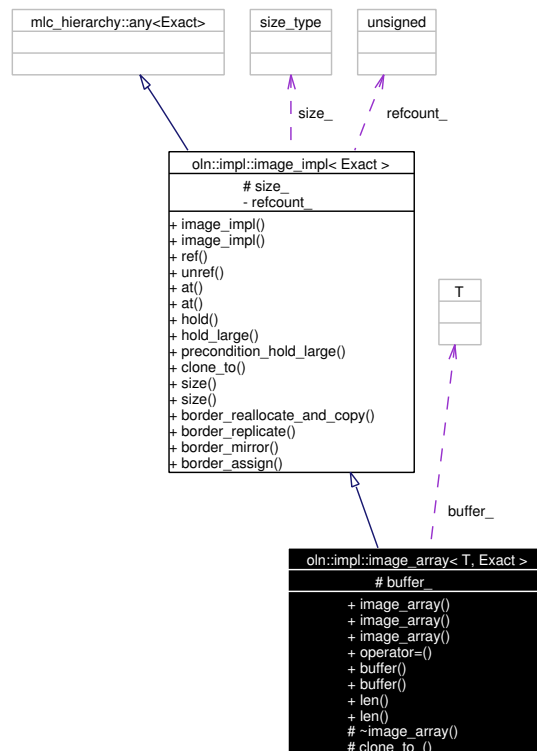 mlc_hierarchy::any<Exact>
size_type
unsigned
size_
refcount_
oln::impl::image_impl< Exact >
# size_
- refcount_
+ image_impl()
+ image_impl()
+ ref()
+ unref()
+ at()
+ at()
+ hold()
+ hold_large()
+ precondition_hold_large()
+ clone_to()
+ size()
+ size()
+ border_reallocate_and_copy()
+ border_replicate()
+ border_mirror()
+ border_assign()
T
buffer_
oln::impl::image_array< T, Exact >
# buffer_
+ image_array()
+ image_array()
+ image_array()
+ operator=()
+ buffer()
+ buffer()
+ len()
+ len()
# ~image_array()
# clone_to_()